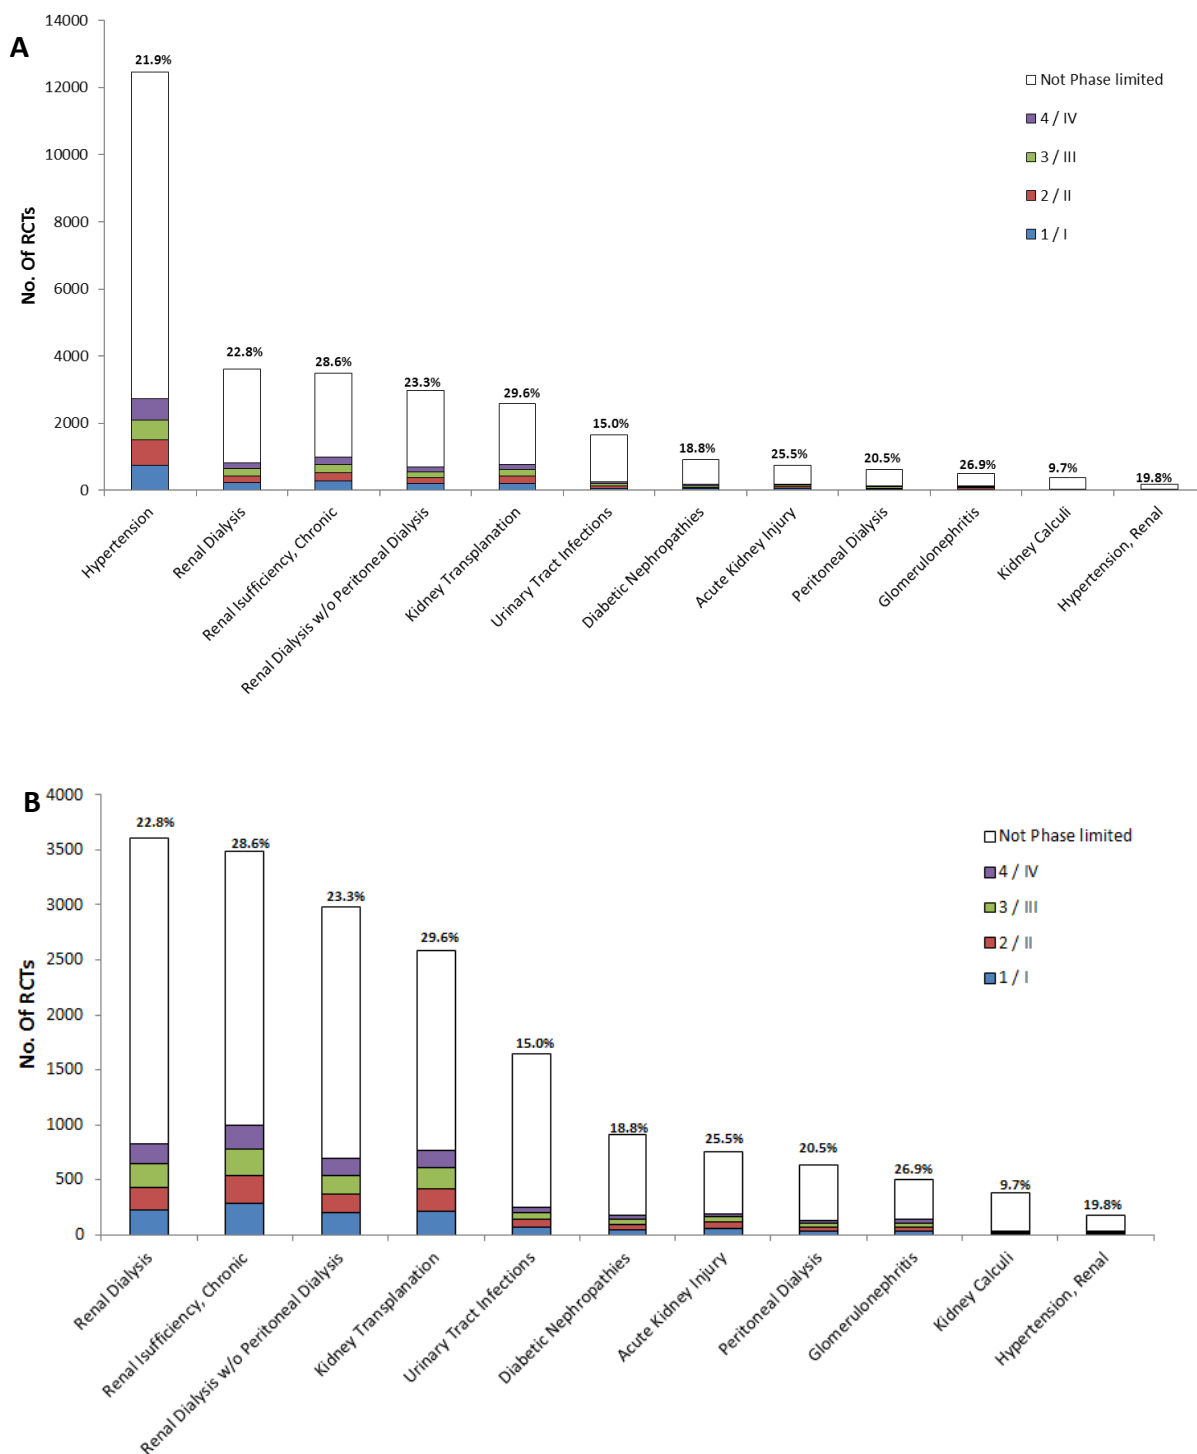 A
14000
12000
10000
8000
6000
4000
2000
0
No. Of RCTs
21.9%
22.8%
28.6%
23.3%
29.6%
15.0%
18.8%
25.5%
20.5%
26.9%
9.7%
19.8%
Not Phase limited
4 / IV
3 / III
2 / II
1 / I
Hypertension
Renal Dialysis
Renal Isufficiency, Chronic
Renal Dialysis w/o Peritoneal Dialysis
Kidney Transplanation
Urinary Tract Infections
Diabetic Nephropathies
Acute Kidney Injury
Peritoneal Dialysis
Glomerulonephritis
Kidney Calculi
Hypertension, Renal
B
4000
3500
3000
2500
2000
1500
1000
500
0
No. Of RCTs
22.8%
28.6%
23.3%
29.6%
15.0%
18.8%
25.5%
20.5%
26.9%
9.7%
19.8%
Not Phase limited
4 / IV
3 / III
2 / II
1 / I
Renal Dialysis
Renal Isufficiency, Chronic
Renal Dialysis w/o Peritoneal Dialysis
Kidney Transplanation
Urinary Tract Infections
Diabetic Nephropathies
Acute Kidney Injury
Peritoneal Dialysis
Glomerulonephritis
Kidney Calculi
Hypertension, Renal